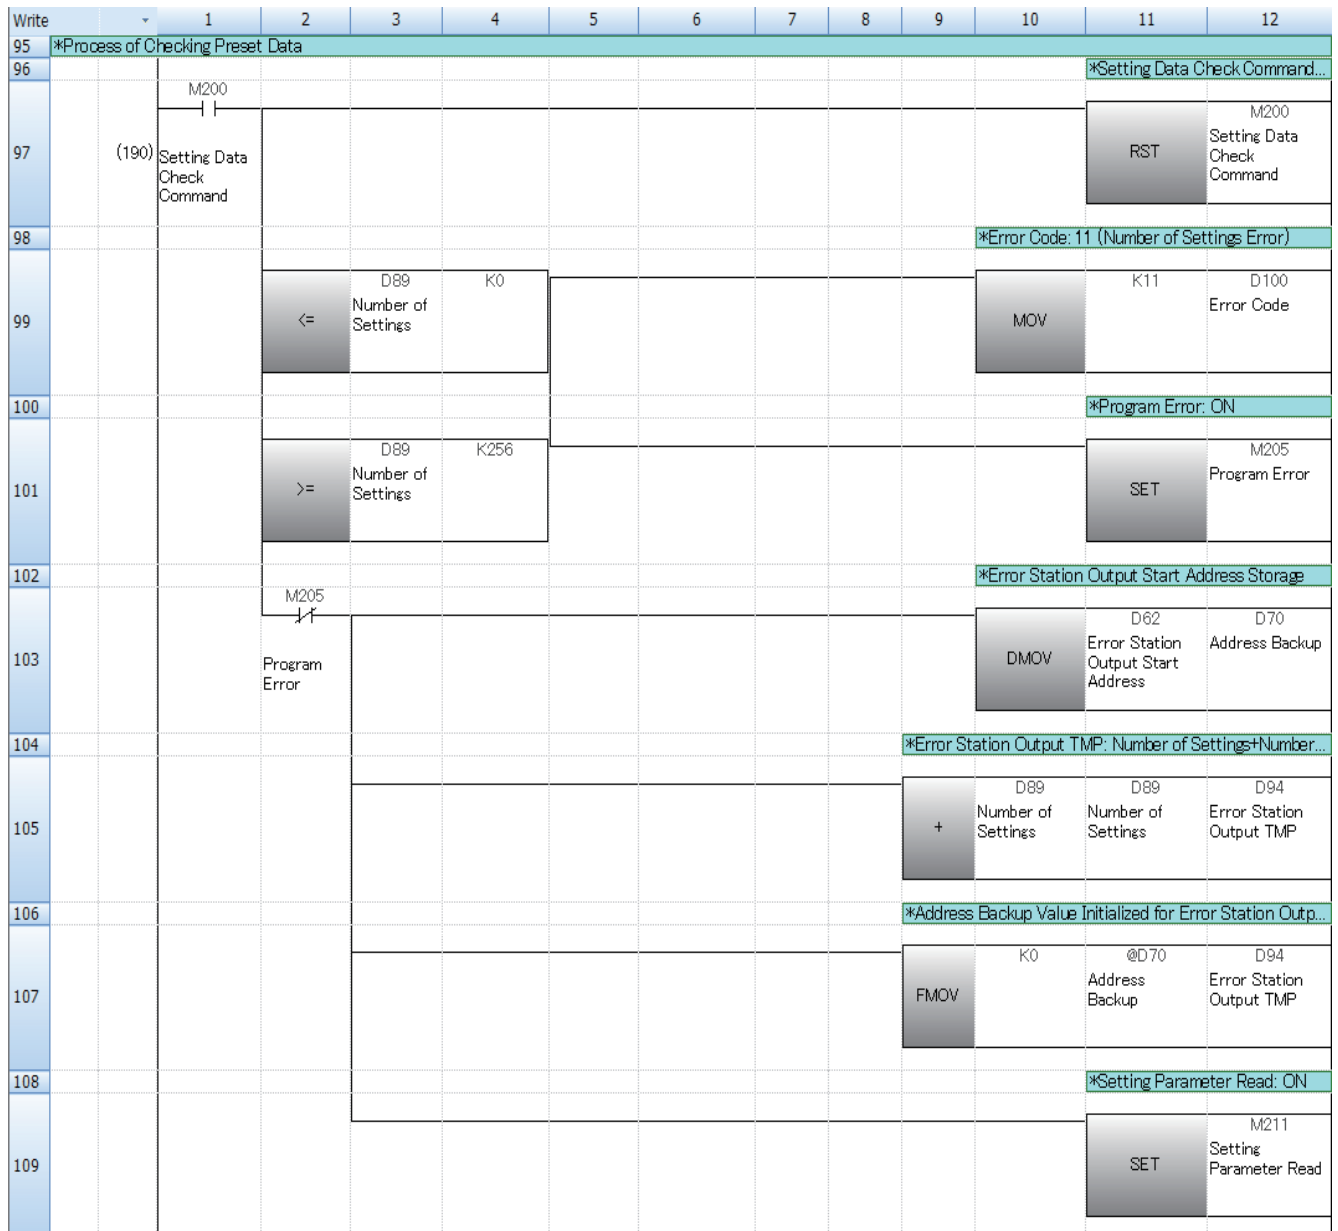 Write 1 2 3 4 5 6 7 8 9 10 11 12
95 *Process of Checking Preset Data
96 *Setting Data Check Command...
M200
M200
97 (190) Setting Data
Check
Command
RST
Setting Data
Check
Command
98 *Error Code: 11 (Number of Settings Error)
99 <= D89 K0
Number of
Settings
MOV K11 D100
Error Code
100 *Program Error: ON
101 >= D89 K256
Number of
Settings
SET M205
Program Error
102 *Error Station Output Start Address Storage
M205
103 Program
Error
DMOV D62 D70
Error Station
Output Start
Address
Address Backup
104 *Error Station Output TMP: Number of Settings+Number...
105 + D89 D89 D94
Number of
Settings
Number of
Settings
Error Station
Output TMP
106 *Address Backup Value Initialized for Error Station Outp...
107 FMOV K0 @D70 D94
Address
Backup
Error Station
Output TMP
108 *Setting Parameter Read: ON
109 SET M211
Setting
Parameter Read